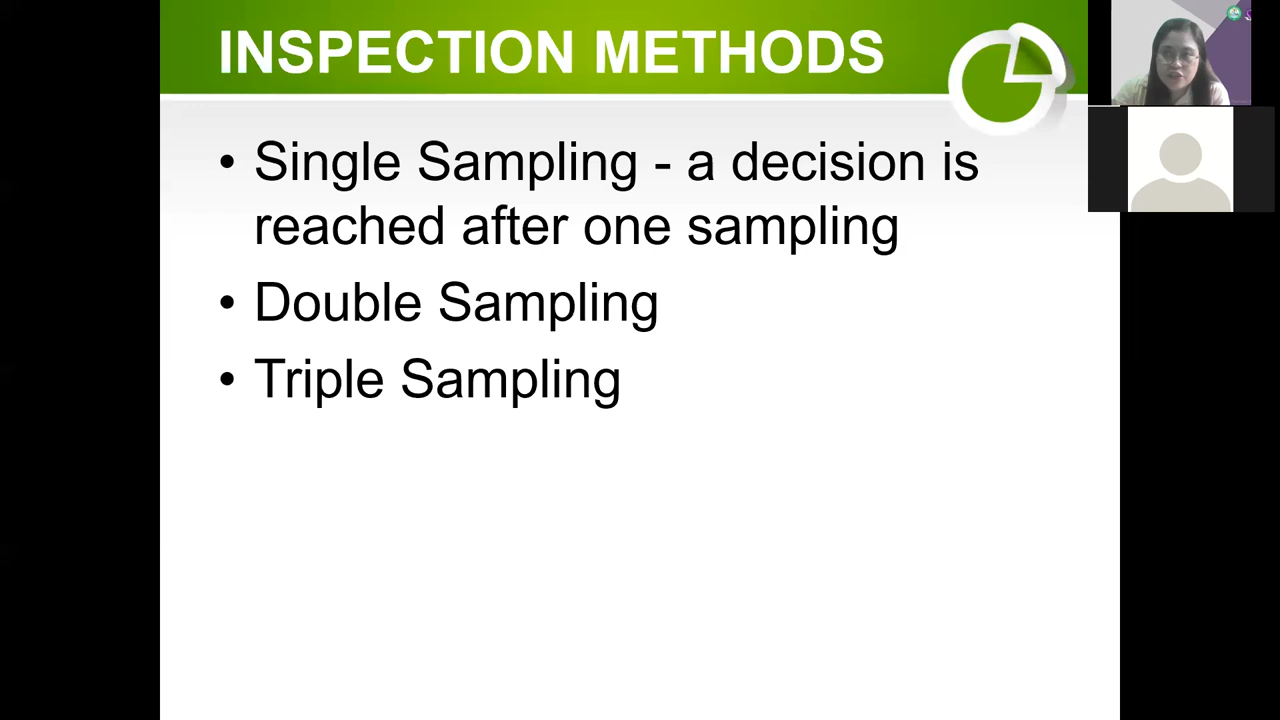 INSPECTION METHODS
• Single Sampling - a decision is
reached after one sampling
• Double Sampling
• Triple Sampling